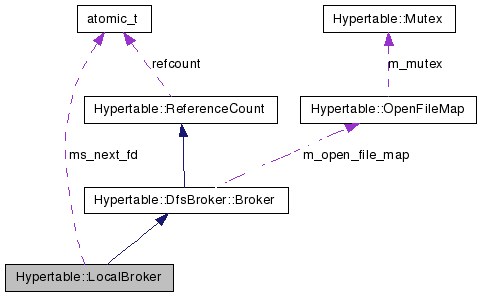 atomic_t
Hypertable::Mutex
refcount
m_mutex
Hypertable::ReferenceCount
Hypertable::OpenFileMap
ms_next_fd
m_open_file_map
Hypertable::DfsBroker::Broker
Hypertable::LocalBroker